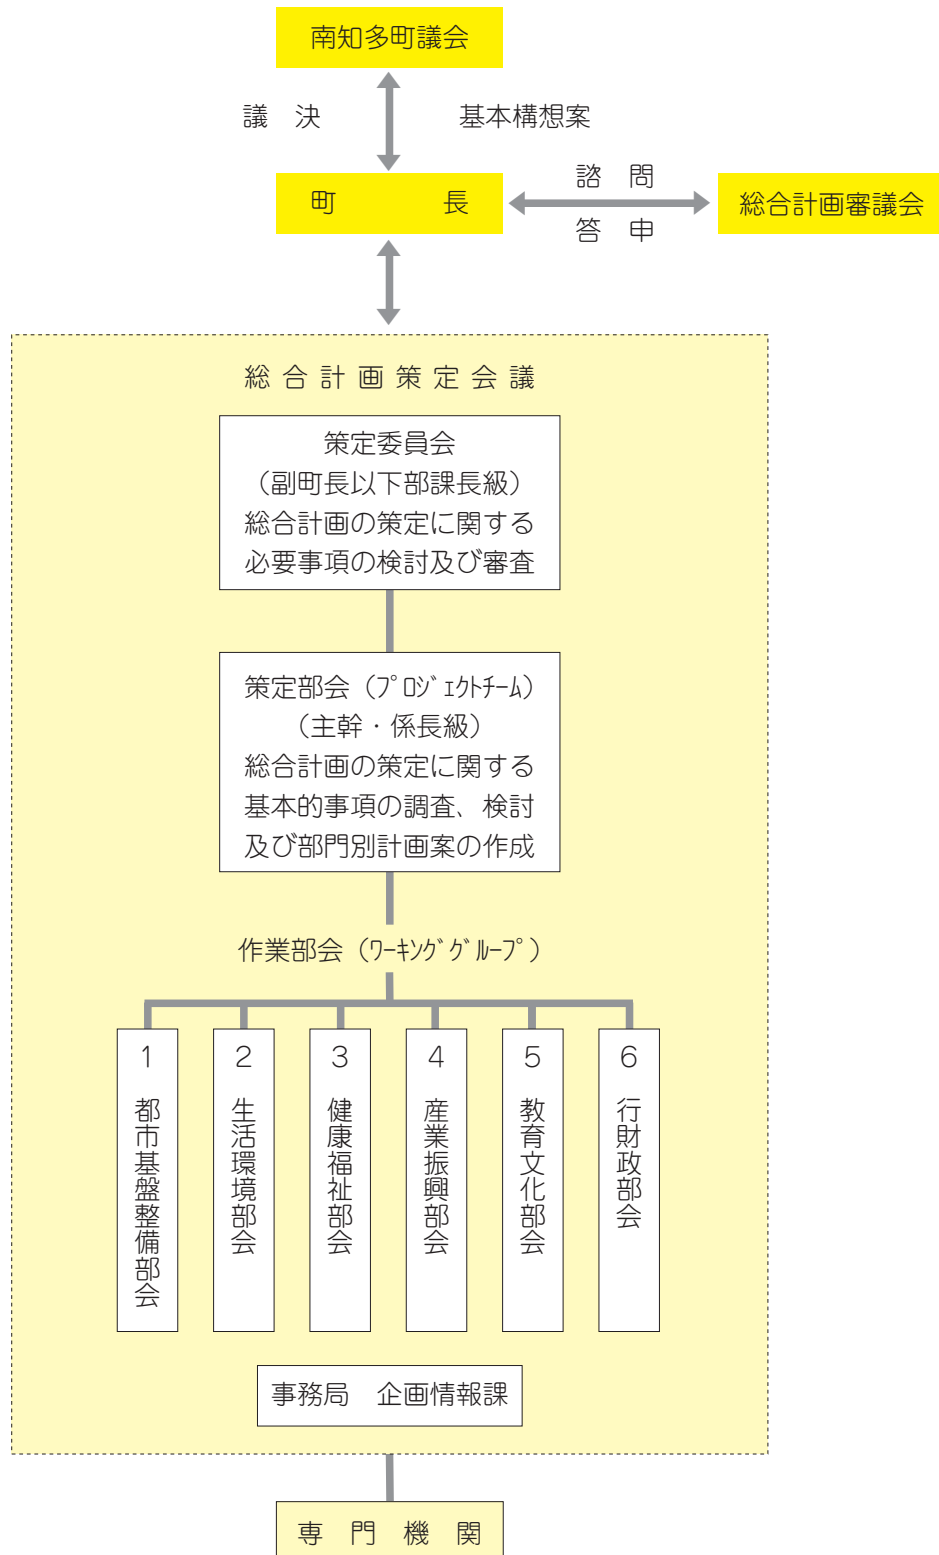 南知多町議会
議　決
基本構想案
町　　　長
諮　問
答　申
総合計画審議会
総合計画策定会議
策定委員会
（副町長以下部課長級）
総合計画の策定に関する
必要事項の検討及び審査
策定部会（ﾌﾟﾛｼﾞｪｸﾄﾁｰﾑ）
（主幹・係長級）
総合計画の策定に関する
基本的事項の調査、検討
及び部門別計画案の作成
作業部会（ﾜｰｷﾝｸﾞｸﾞﾙｰﾌﾟ）
１　都市基盤整備部会
２　生活環境部会
３　健康福祉部会
４　産業振興部会
５　教育文化部会
６　行財政部会
事務局　企画情報課
専　門　機　関